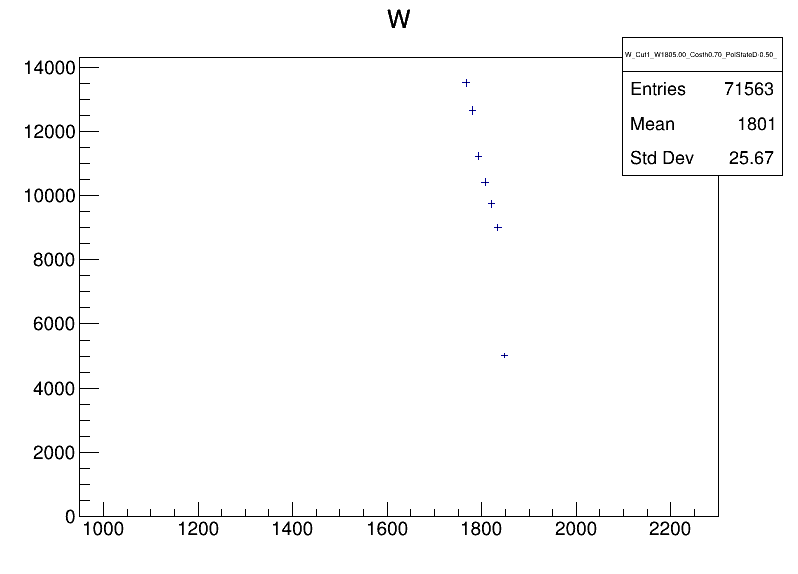 W
W_Cut1_W1805.00_Costh0.70_PolStateD-0.50_
Entries 71563
Mean 1801
Std Dev 25.67
14000
12000
10000
8000
6000
4000
2000
0
1000 1200 1400 1600 1800 2000 2200